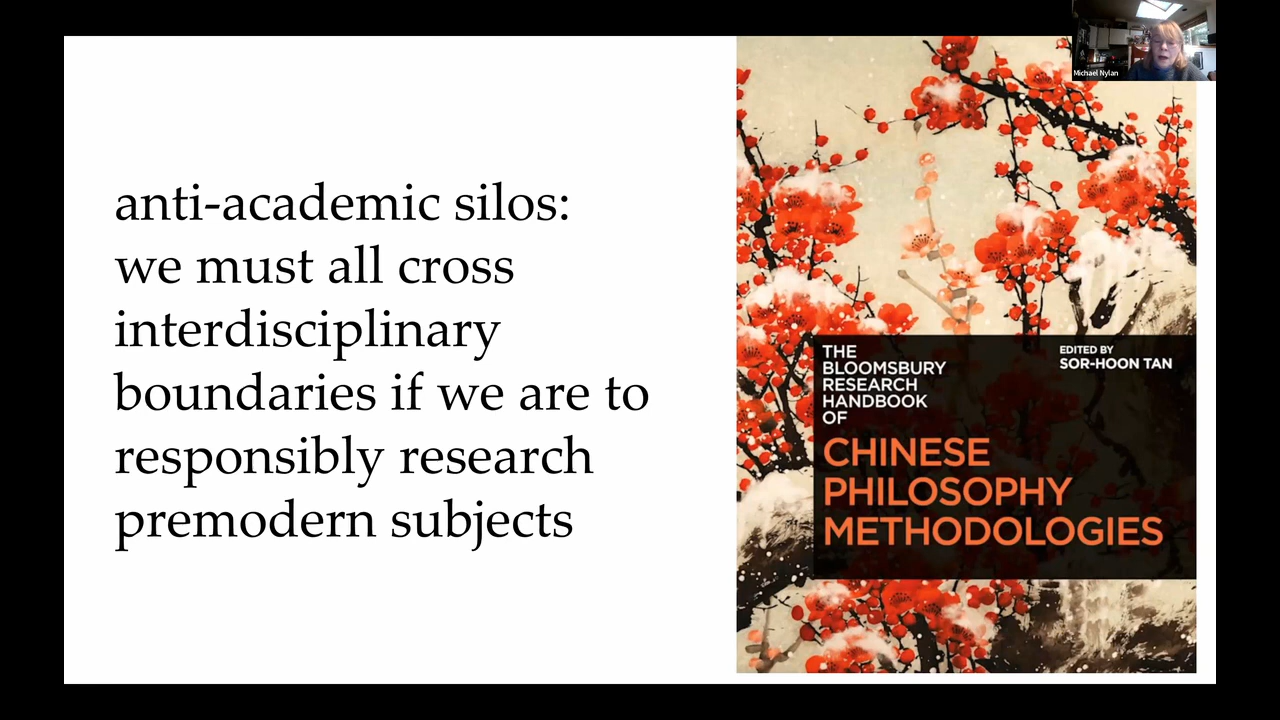 anti-academic silos:
we must all cross
interdisciplinary
boundaries if we are to
responsibly research
premodern subjects
Michael Nylan
THE
BLOOMSBURY
RESEARCH
HANDBOOK
OF
CHINESE
PHILOSOPHY
METHODOLOGIES
EDITED BY
SOR-HOON TAN